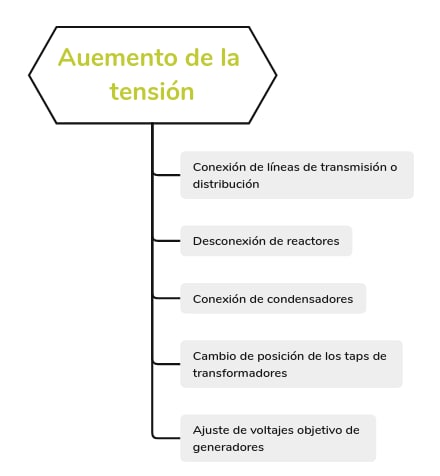 Auemento de la
tensión
Conexión de líneas de transmisión o
distribución
Desconexión de reactores
Conexión de condensadores
Cambio de posición de los taps de
transformadores
Ajuste de voltajes objetivo de
generadores